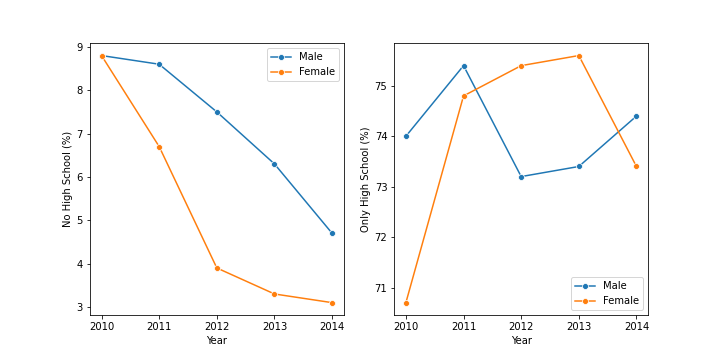 No High School (%)
9
8
7
6
5
4
3
2010 2011 2012 2013 2014
Year
Male
Female
Only High School (%)
75
74
73
72
71
2010 2011 2012 2013 2014
Year
Male
Female